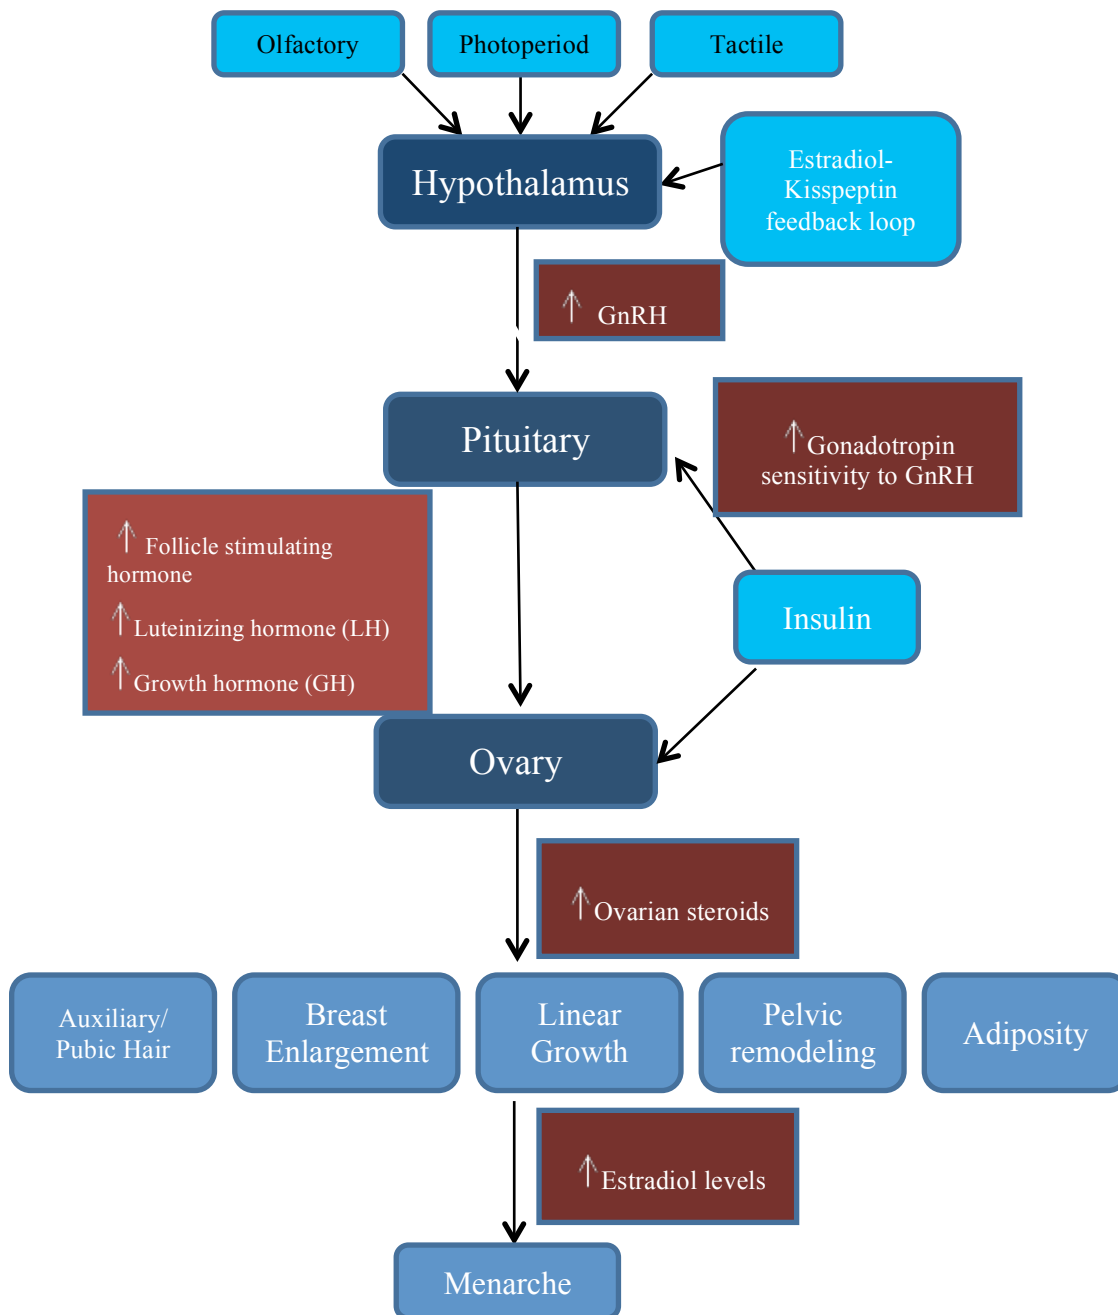 Olfactory
Photoperiod
Tactile
Hypothalamus
Estradiol-
Kisspeptin
feedback loop
↑ GnRH
Pituitary
↑ Gonadotropin
sensitivity to GnRH
↑ Follicle stimulating
hormone
↑ Luteinizing hormone (LH)
↑ Growth hormone (GH)
Insulin
Ovary
↑ Ovarian steroids
Auxiliary/
Pubic Hair
Breast
Enlargement
Linear
Growth
Pelvic
remodeling
Adiposity
↑ Estradiol levels
Menarche